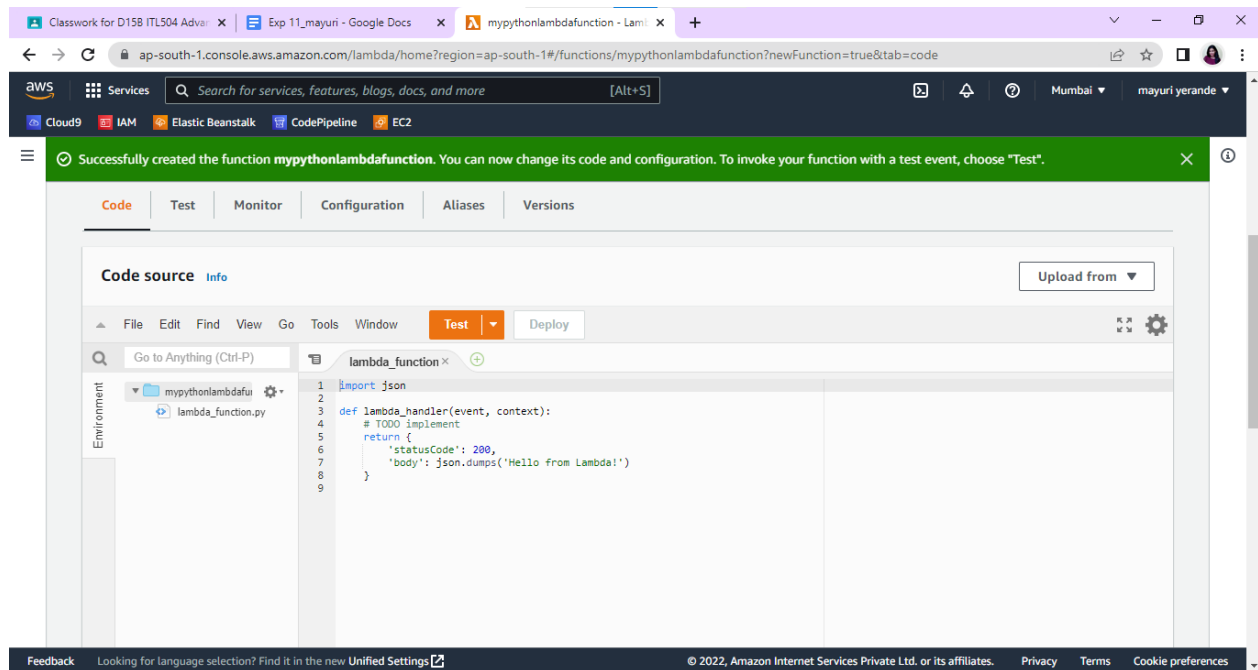 Classwork for D15B ITL504 Advar
Exp 11_mayuri - Google Docs
mypythonlambdafunction - Lam
ap-south-1.console.aws.amazon.com/lambda/home?region=ap-south-1#/functions/mypythonlambdafunction?newFunction=true&tab=code
aws Services Search for services, features, blogs, docs, and more [Alt+S] Mumbai ▼ mayuri yerande ▼
Cloud9 IAM Elastic Beanstalk CodePipeline EC2
Successfully created the function mypythonlambdafunction. You can now change its code and configuration. To invoke your function with a test event, choose "Test".
Code Test Monitor Configuration Aliases Versions
Code source Info Upload from ▼
File Edit Find View Go Tools Window Test Deploy
Go to Anything (Ctrl-P) lambda_function
Environment
mypythonlambdafu
lambda_function.py
1 import json
2
3 def lambda_handler(event, context):
4     # TODO implement
5     return {
6         'statusCode': 200,
7         'body': json.dumps('Hello from Lambda!')
8     }
9
Feedback Looking for language selection? Find it in the new Unified Settings © 2022, Amazon Internet Services Private Ltd. or its affiliates. Privacy Terms Cookie preferences